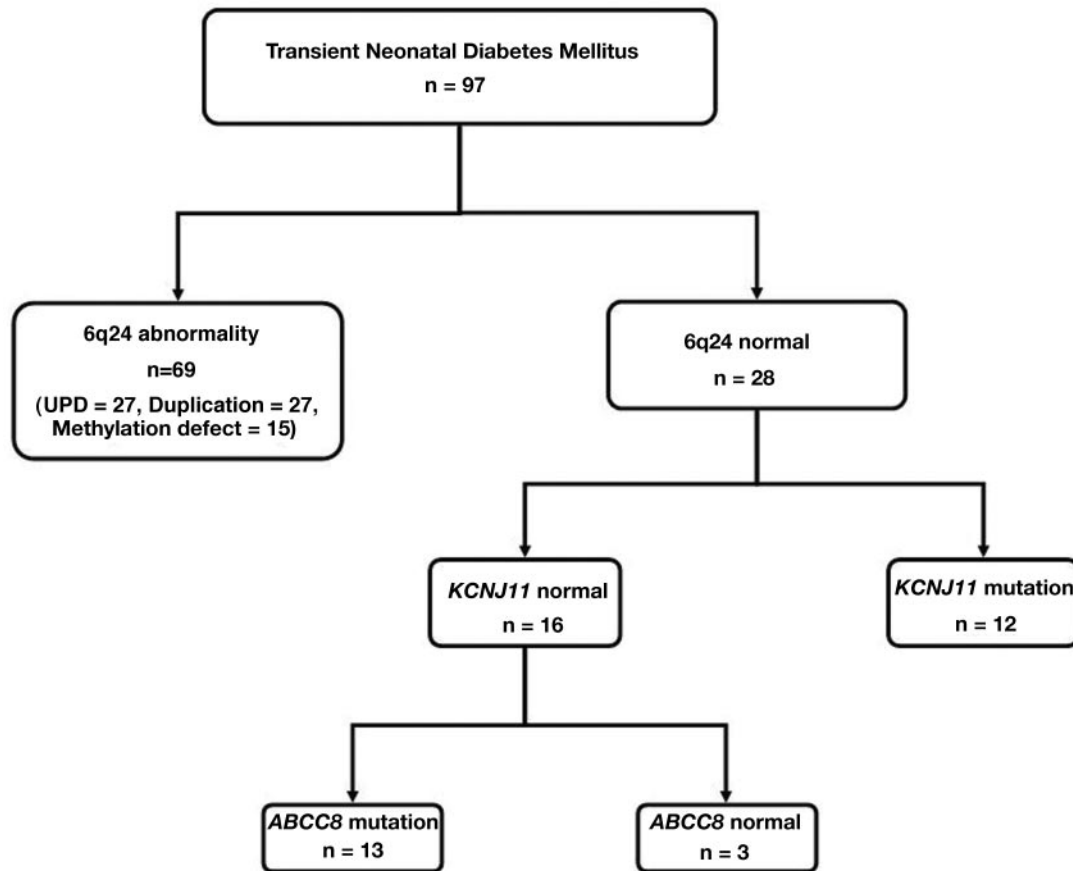 Transient Neonatal Diabetes Mellitus
n = 97
6q24 abnormality
n=69
(UPD = 27, Duplication = 27,
Methylation defect = 15)
6q24 normal
n = 28
KCNJ11 normal
n = 16
KCNJ11 mutation
n = 12
ABCC8 mutation
n = 13
ABCC8 normal
n = 3